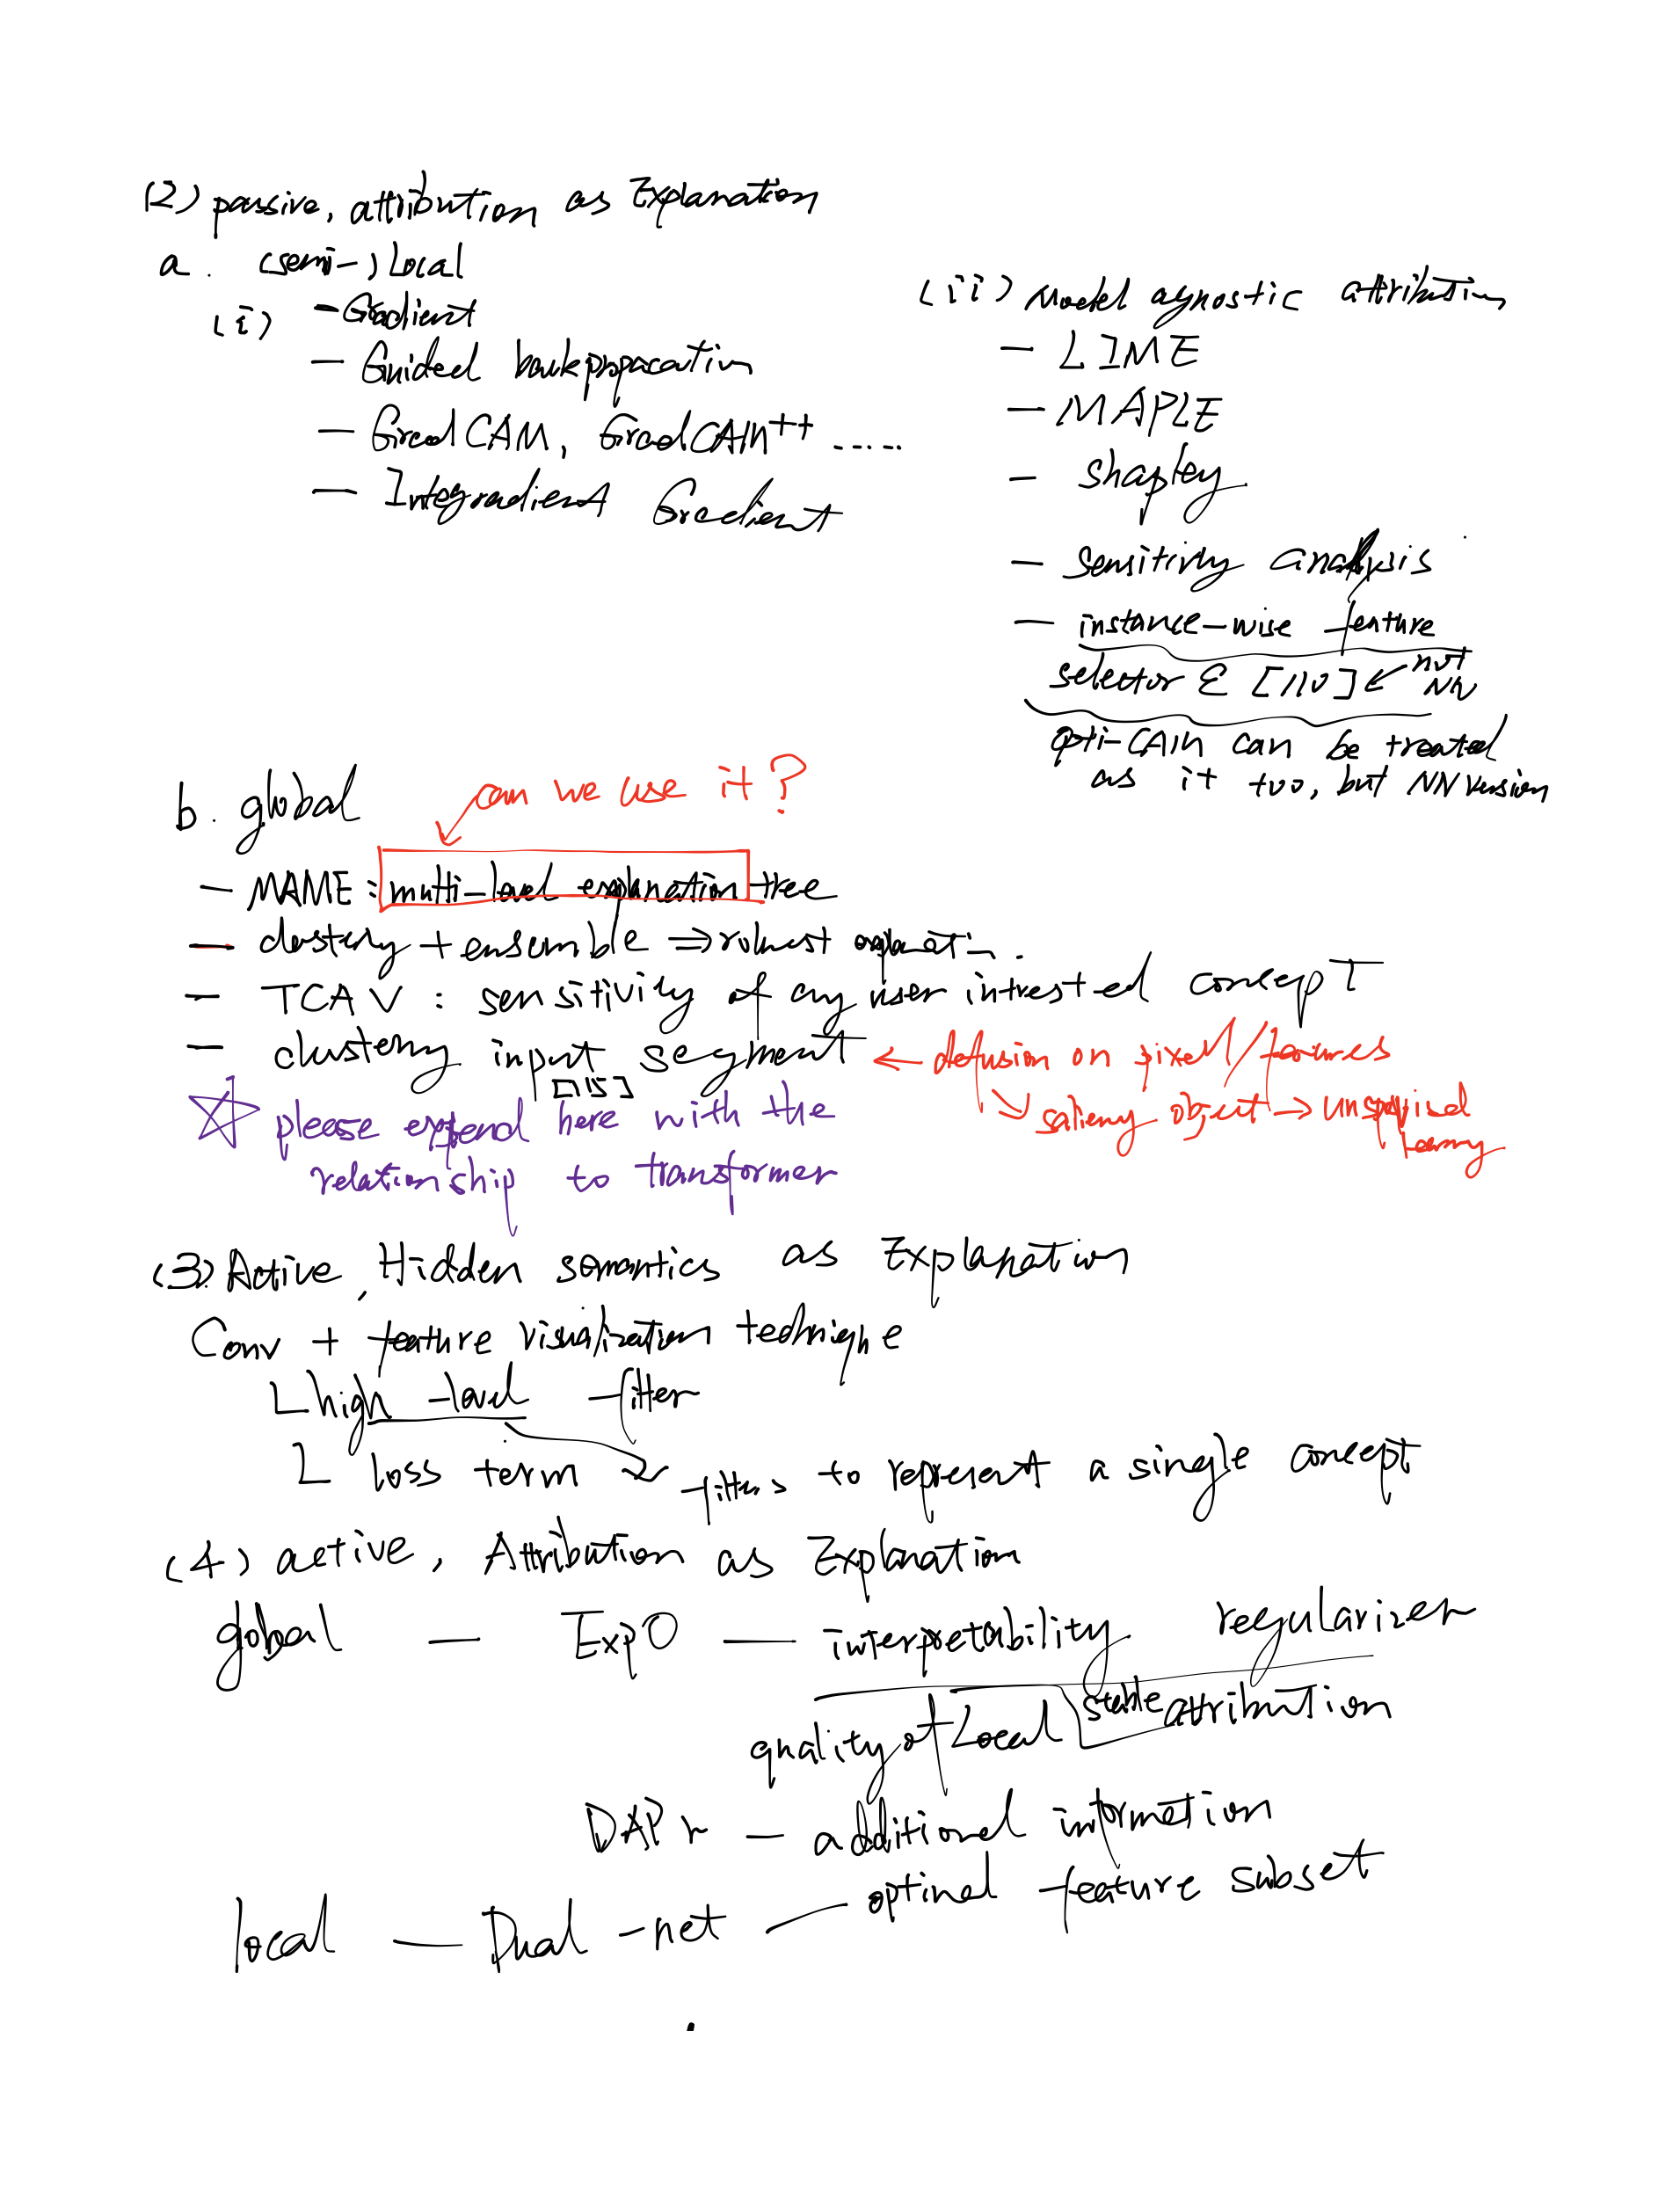 (2) passive, attribution as Explanation
a. (semi-) Local
(i) - Gradient
- Guided backpropacation
- GradCAM, GradCAM++ .....
- Integradient Gradient
(ii) Model agnostic attribution
- LIME
- MAPLE
- shapley
- sensitivity analysis
- instance-wise feature
selector ε [110] ← not NN
opti-CAM can be treated
as it too, but NN version
b. global
can we use it?
- MAME: multi-level explanation tree
- clustering + ensemble ⇒ robust explanation.
- TCAV: sensitivity of any user intrested concept
- clustering input segment ← defusion on pixel/features
[115]
↘ saliency object → unsupervised
learning
☆ please expend here with the
relationship to transformer
(3) Active, Hidden semantics as Explanation
Conv + feature visualization technique
L high-level filter
L loss term filters to represent a single concept
(4) active, Attribution as Explanation
global - ExpO - interpretability regularizer
quality of Local stable attribution
DAPr - additional information
local - Dual-net - optimal feature subset